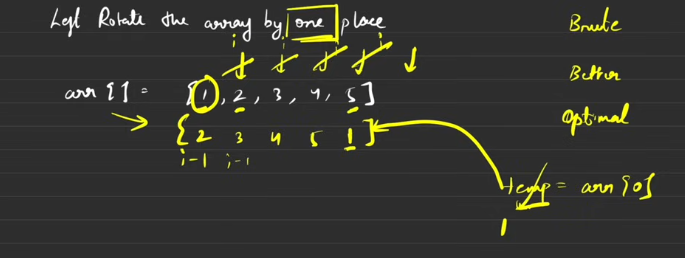 Left Rotate the array by one place
Brute
i i i i
Better
arr [] = [1, 2, 3, 4, 5]
Optimal
[2 3 4 5 1]
i-1 i-1
temp = arr[0]
1